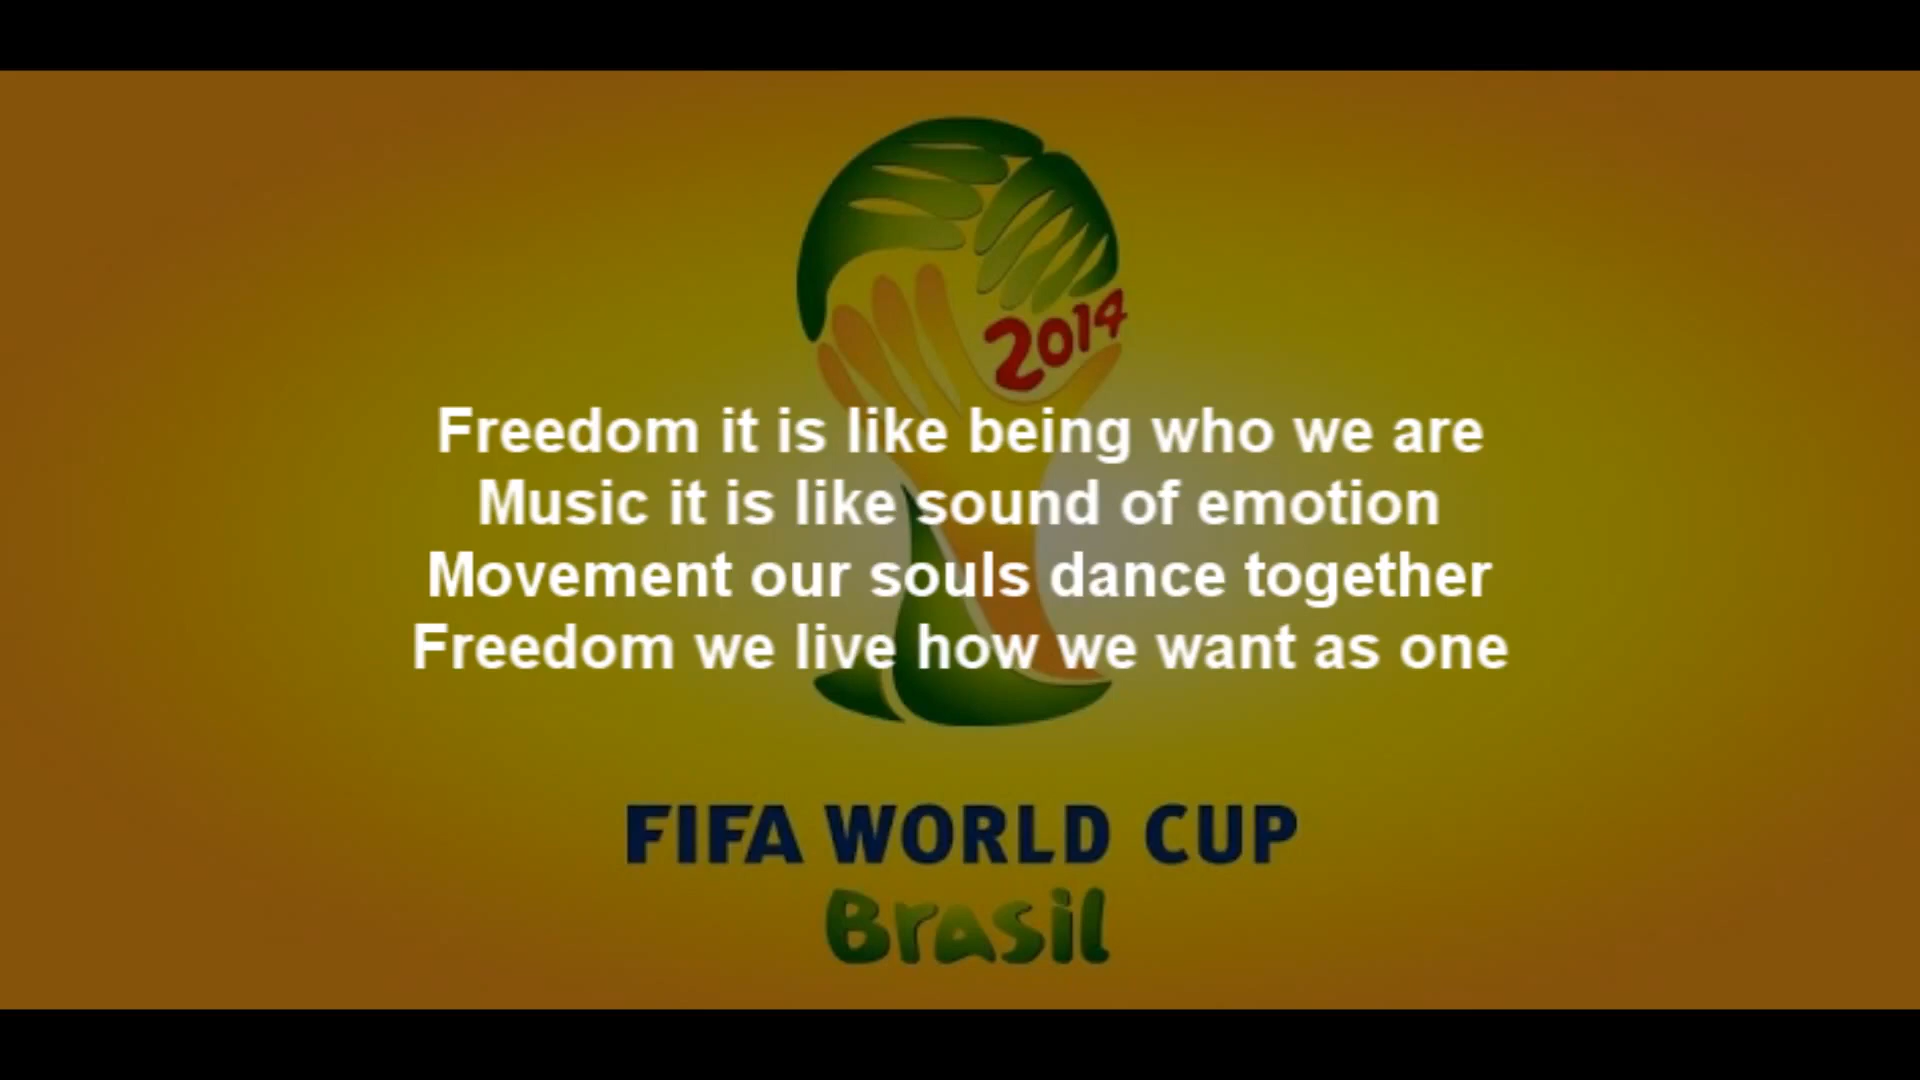 2014
Freedom it is like being who we are
Music it is like sound of emotion
Movement our souls dance together
Freedom we live how we want as one
FIFA WORLD CUP
Brasil